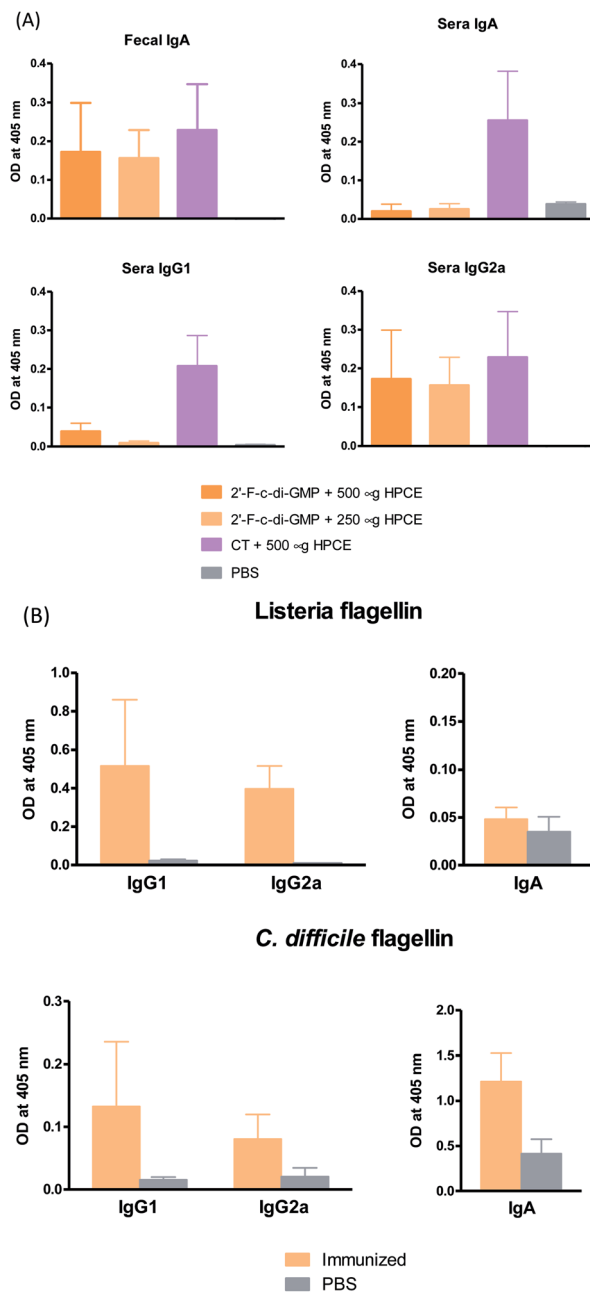 (A)
Fecal IgA
OD at 405 nm
0.4
0.3
0.2
0.1
0.0
Sera IgA
OD at 405 nm
0.4
0.3
0.2
0.1
0.0
Sera IgG1
OD at 405 nm
0.4
0.3
0.2
0.1
0.0
Sera IgG2a
OD at 405 nm
0.4
0.3
0.2
0.1
0.0
2'-F-c-di-GMP + 500 ∝g HPCE
2'-F-c-di-GMP + 250 ∝g HPCE
CT + 500 ∝g HPCE
PBS
(B)
Listeria flagellin
OD at 405 nm
1.0
0.8
0.6
0.4
0.2
0.0
IgG1
IgG2a
OD at 405 nm
0.20
0.15
0.10
0.05
0.00
IgA
C. difficile flagellin
OD at 405 nm
0.3
0.2
0.1
0.0
IgG1
IgG2a
OD at 405 nm
2.0
1.5
1.0
0.5
0.0
IgA
Immunized
PBS